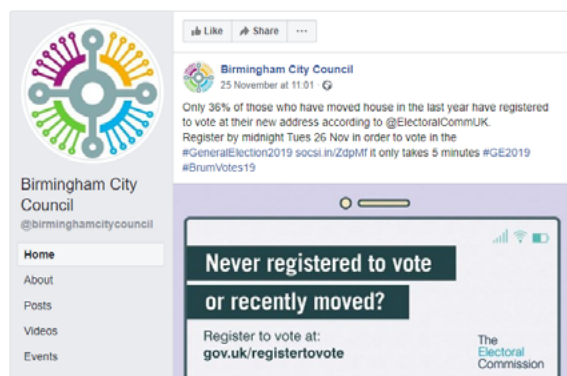 Like Share ...
Birmingham City Council
25 November at 11:01 ·
Only 36% of those who have moved house in the last year have registered
to vote at their new address according to @ElectoralCommUK.
Register by midnight Tues 26 Nov in order to vote in the
#GeneralElection2019 socsi.in/ZdpMf it only takes 5 minutes #GE2019
#BrumVotes19
Birmingham City
Council
@birminghamcitycouncil
Home
About
Posts
Videos
Events
Never registered to vote
or recently moved?
Register to vote at:
gov.uk/registertovote
The
Electoral
Commission